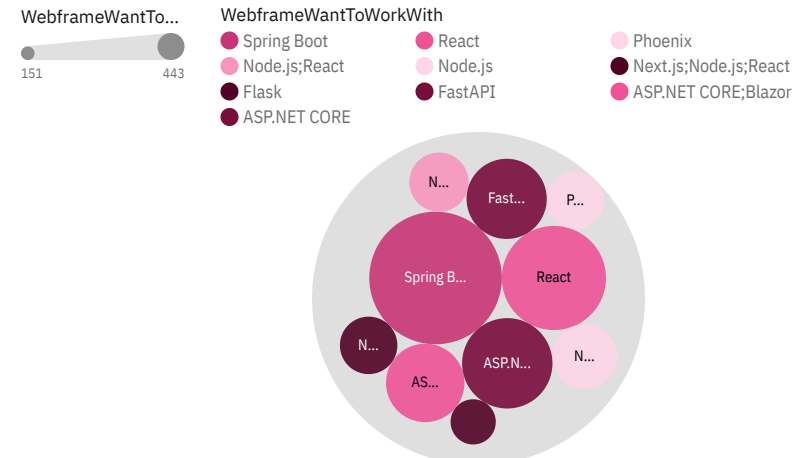 WebframeWantTo...
151 443
WebframeWantToWorkWith
Spring Boot React Phoenix
Node.js;React Node.js Next.js;Node.js;React
Flask FastAPI ASP.NET CORE;Blazor
ASP.NET CORE
N...
Fast...
P...
Spring B...
React
N...
ASP.N...
N...
AS...